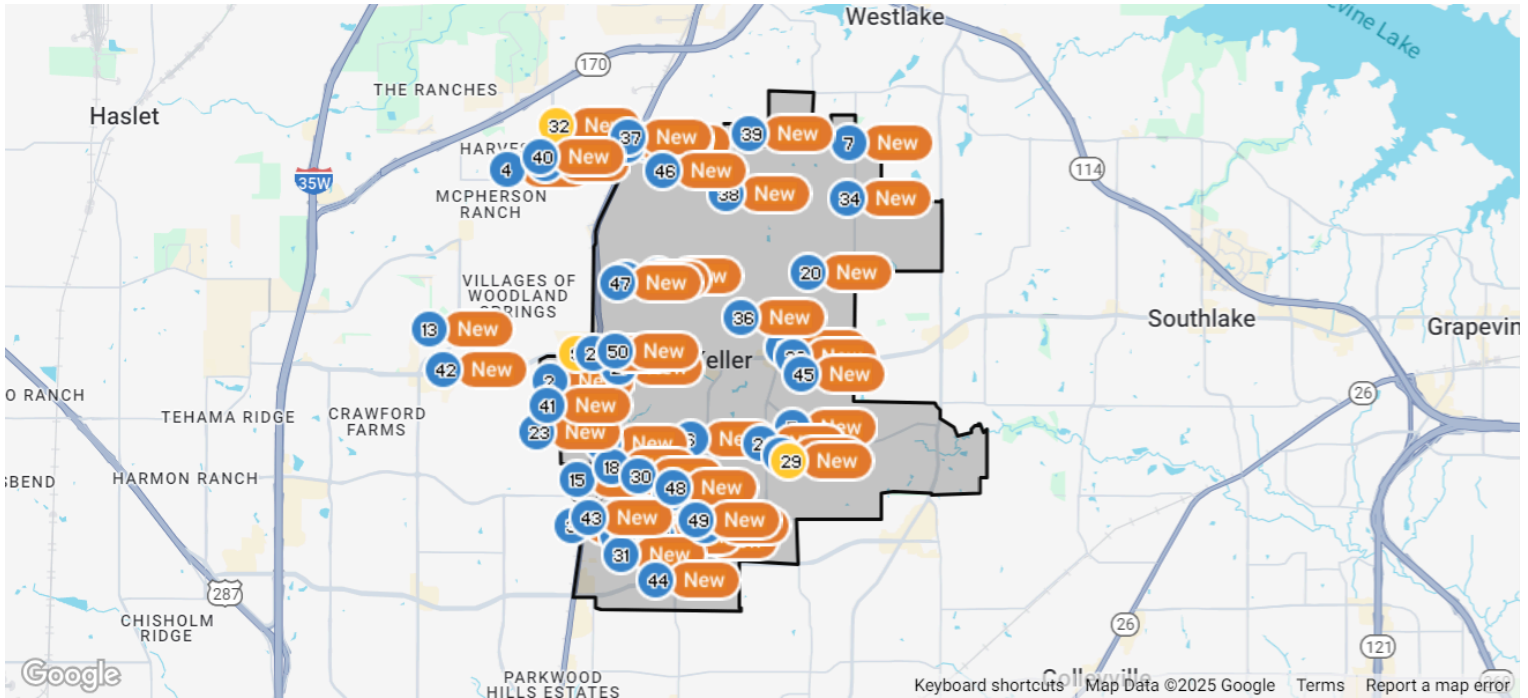 Westlake
170
THE RANCHES
Haslet
32
37 New
39 New
7 New
40 New
4
46 New
114
35W
MCPHERSON
RANCH
38 New
34 New
VILLAGES OF
WOODLAND
SPRINGS
47 New
20 New
13 New
36 New
Southlake
50 New
42 New
45 New
41 New
26
TEHAMA RIDGE
CRAWFORD
FARMS
23 New
New
HARMON RANCH
18
15
30
29 New
48 New
43 New
49 New
31 New
44 New
287
CHISHOLM
RIDGE
26
121
PARKWOOD
HILLS ESTATES
Google
Keyboard shortcuts
Map Data ©2025 Google
Terms
Report a map error